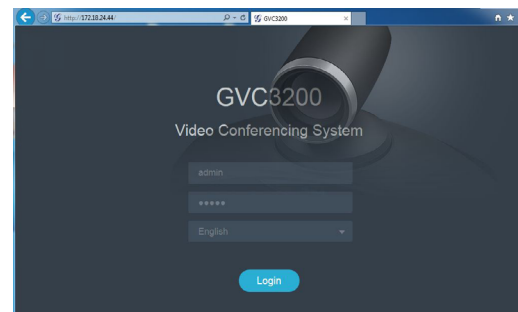 http://172.18.24.44/
GVC3200
GVC3200
Video Conferencing System
admin
•••••
English
Login